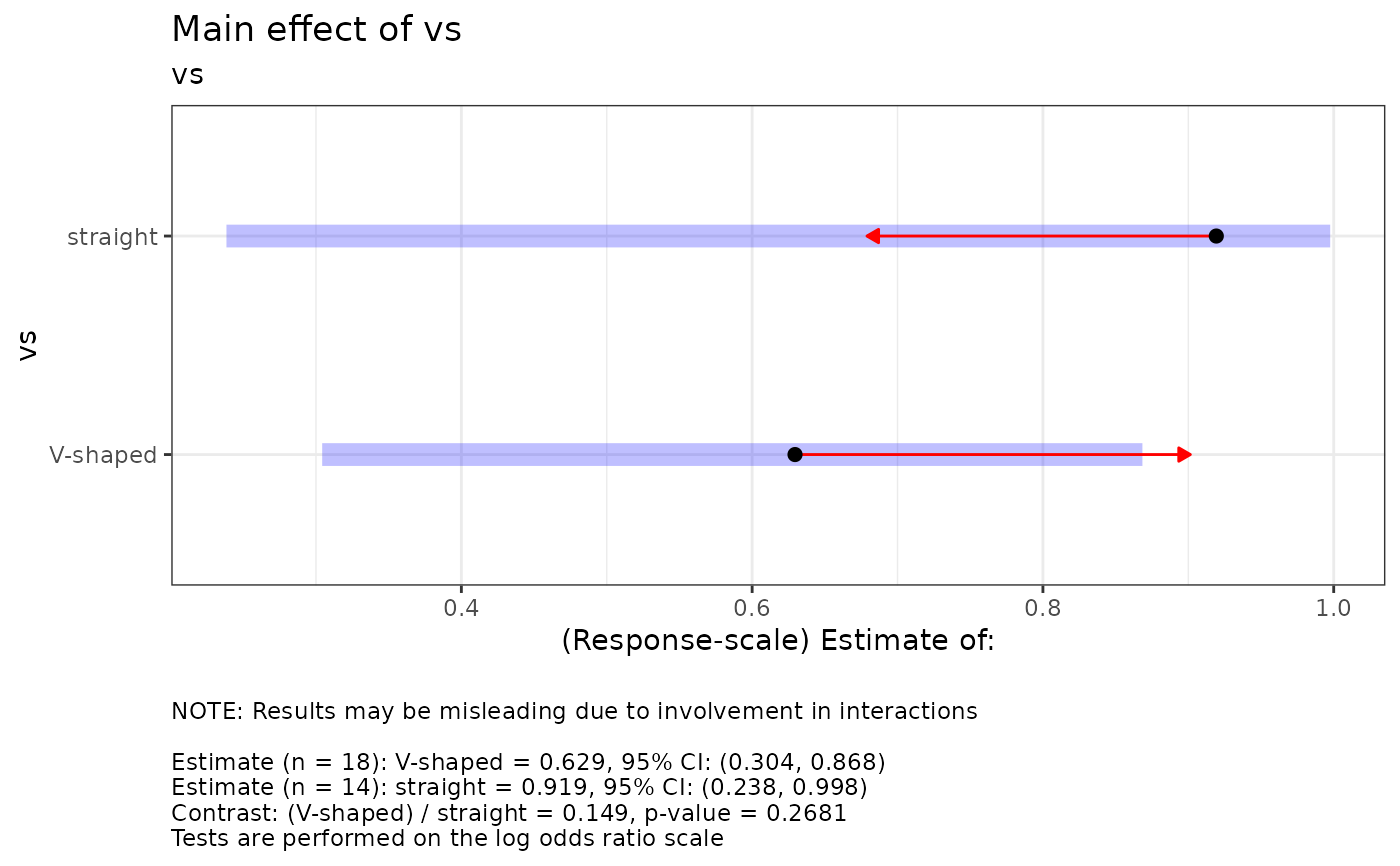 Main effect of vs
vs
straight
vs
V-shaped
0.4 0.6 0.8 1.0
(Response-scale) Estimate of:
NOTE: Results may be misleading due to involvement in interactions
Estimate (n = 18): V-shaped = 0.629, 95% CI: (0.304, 0.868)
Estimate (n = 14): straight = 0.919, 95% CI: (0.238, 0.998)
Contrast: (V-shaped) / straight = 0.149, p-value = 0.2681
Tests are performed on the log odds ratio scale